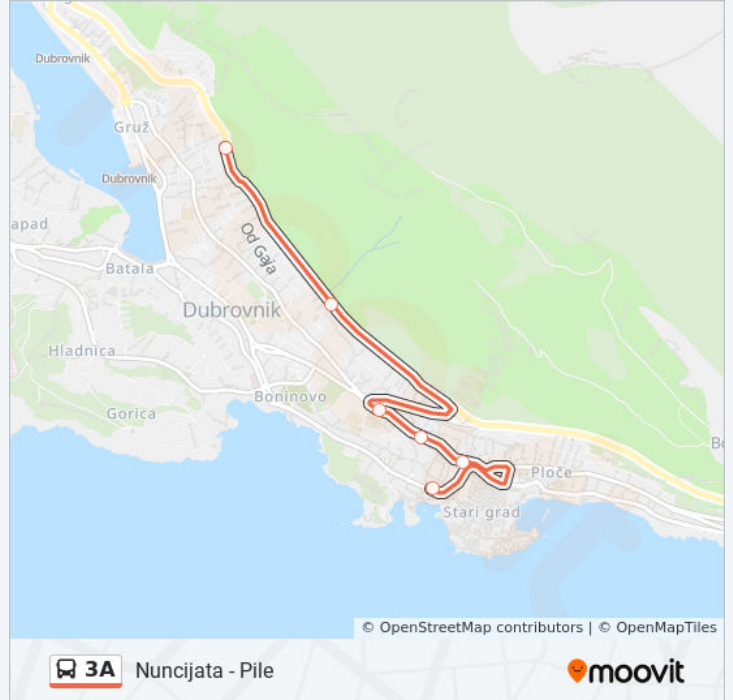 Dubrovnik
Gruž
Dubrovnik
apad
Od Gaja
Batala
Dubrovnik
Hladnica
Boninovo
Gorica
Ploče
Stari grad
© OpenStreetMap contributors | © OpenMapTiles
3A Nuncijata - Pile
moovit